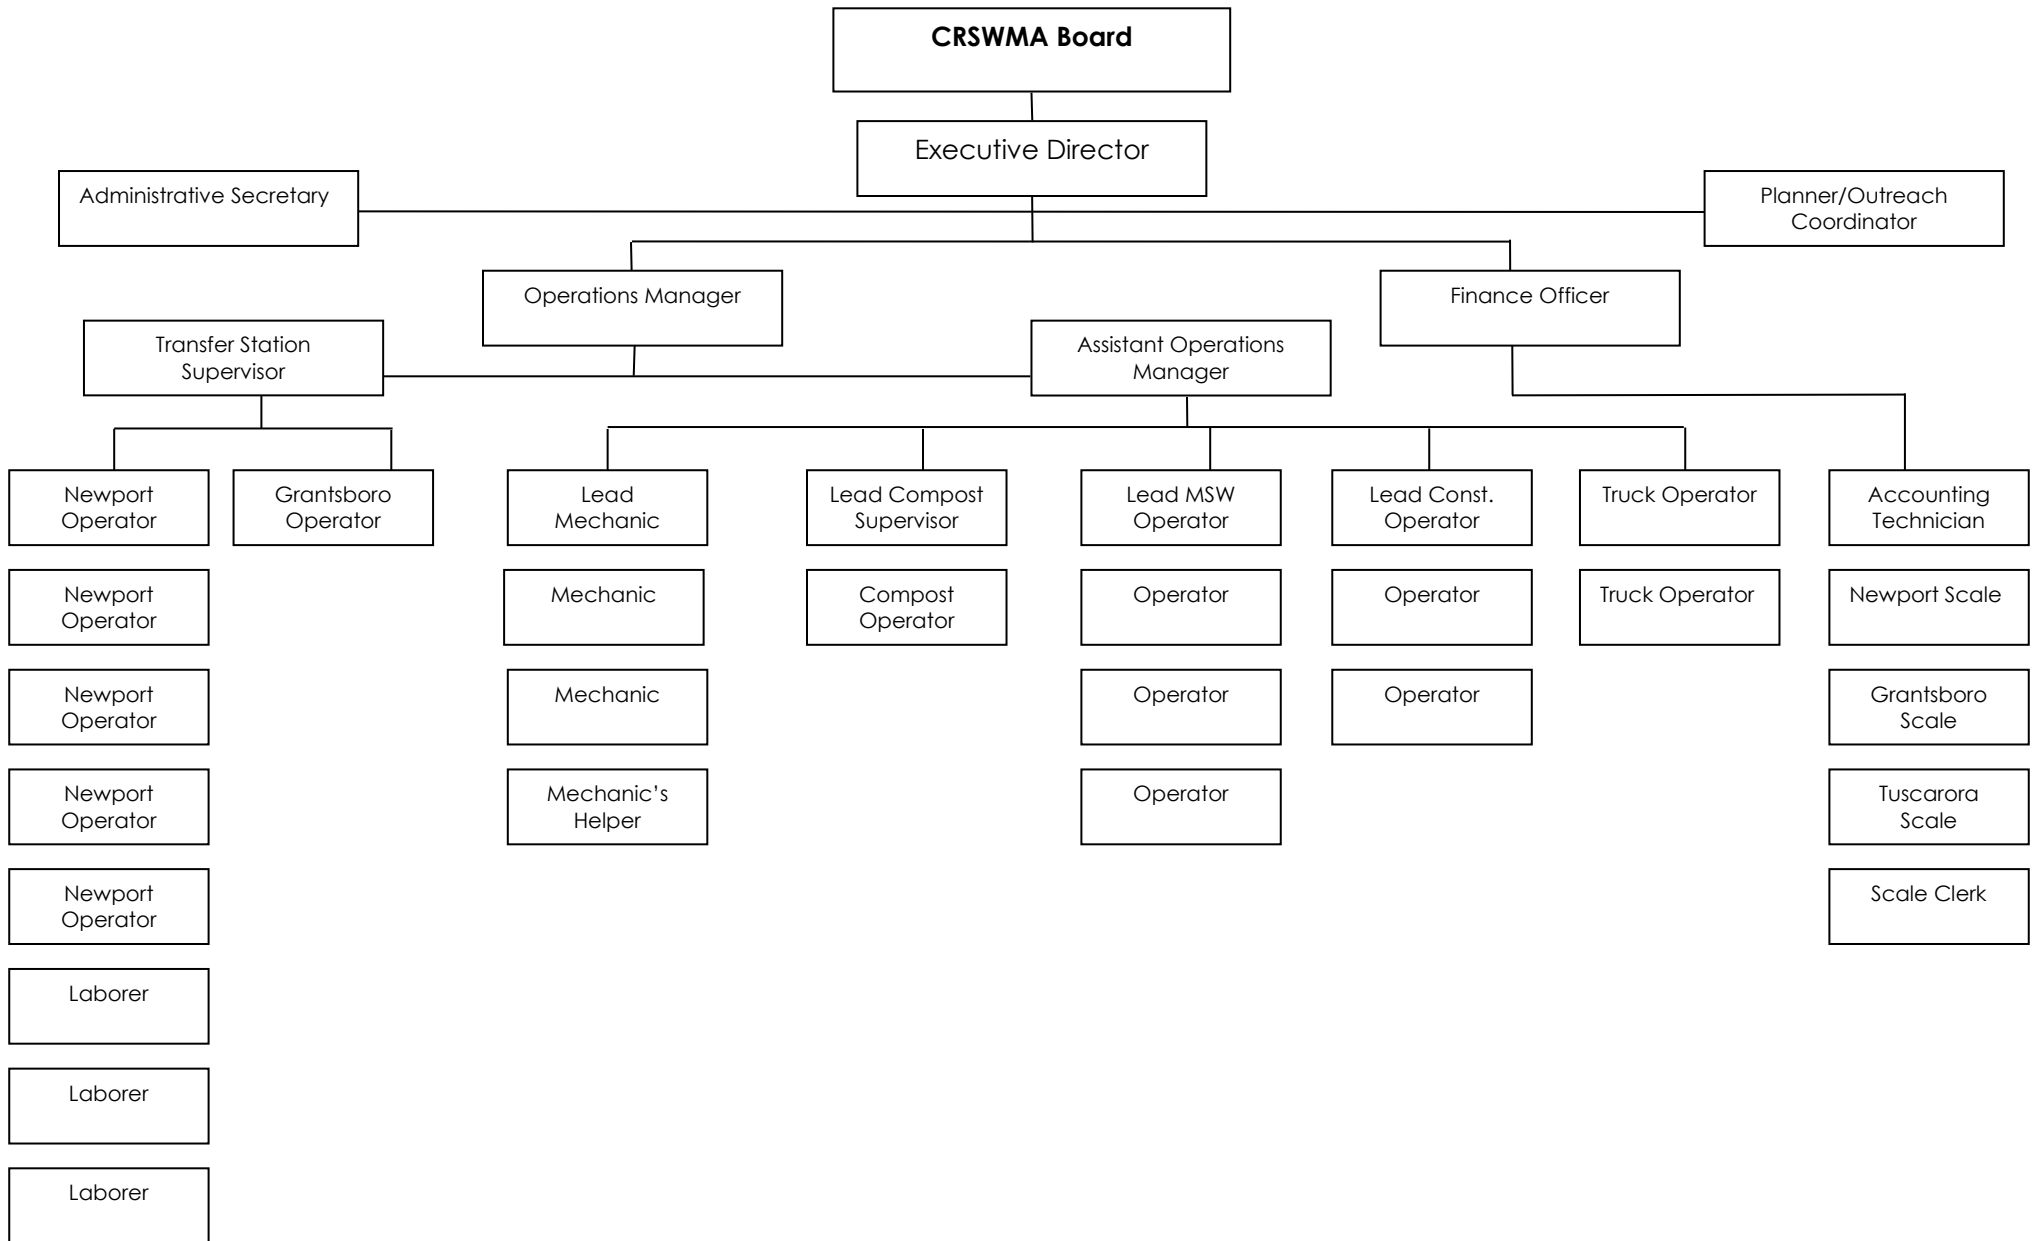 CRSWMA Board
Executive Director
Administrative Secretary
Planner/Outreach
Coordinator
Operations Manager
Finance Officer
Transfer Station
Supervisor
Assistant Operations
Manager
Newport
Operator
Grantsboro
Operator
Lead
Mechanic
Lead Compost
Supervisor
Lead MSW
Operator
Lead Const.
Operator
Truck Operator
Accounting
Technician
Newport
Operator
Mechanic
Compost
Operator
Operator
Operator
Truck Operator
Newport Scale
Newport
Operator
Mechanic
Operator
Operator
Grantsboro
Scale
Newport
Operator
Mechanic’s
Helper
Operator
Tuscarora
Scale
Newport
Operator
Scale Clerk
Laborer
Laborer
Laborer